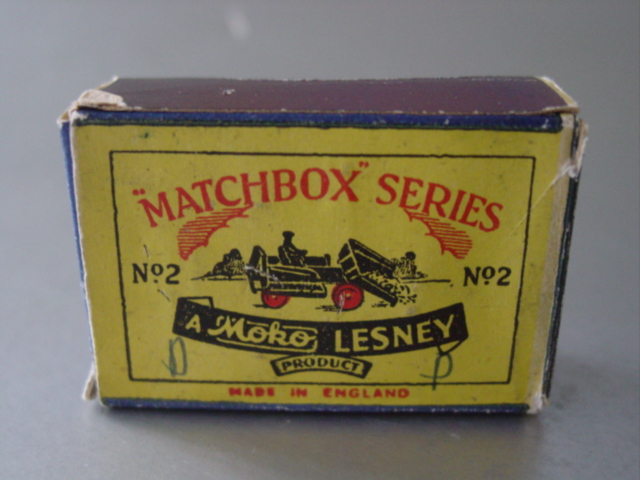 "MATCHBOX" SERIES
Nº2 Nº2
A Moko LESNEY
PRODUCT
D D
MADE IN ENGLAND